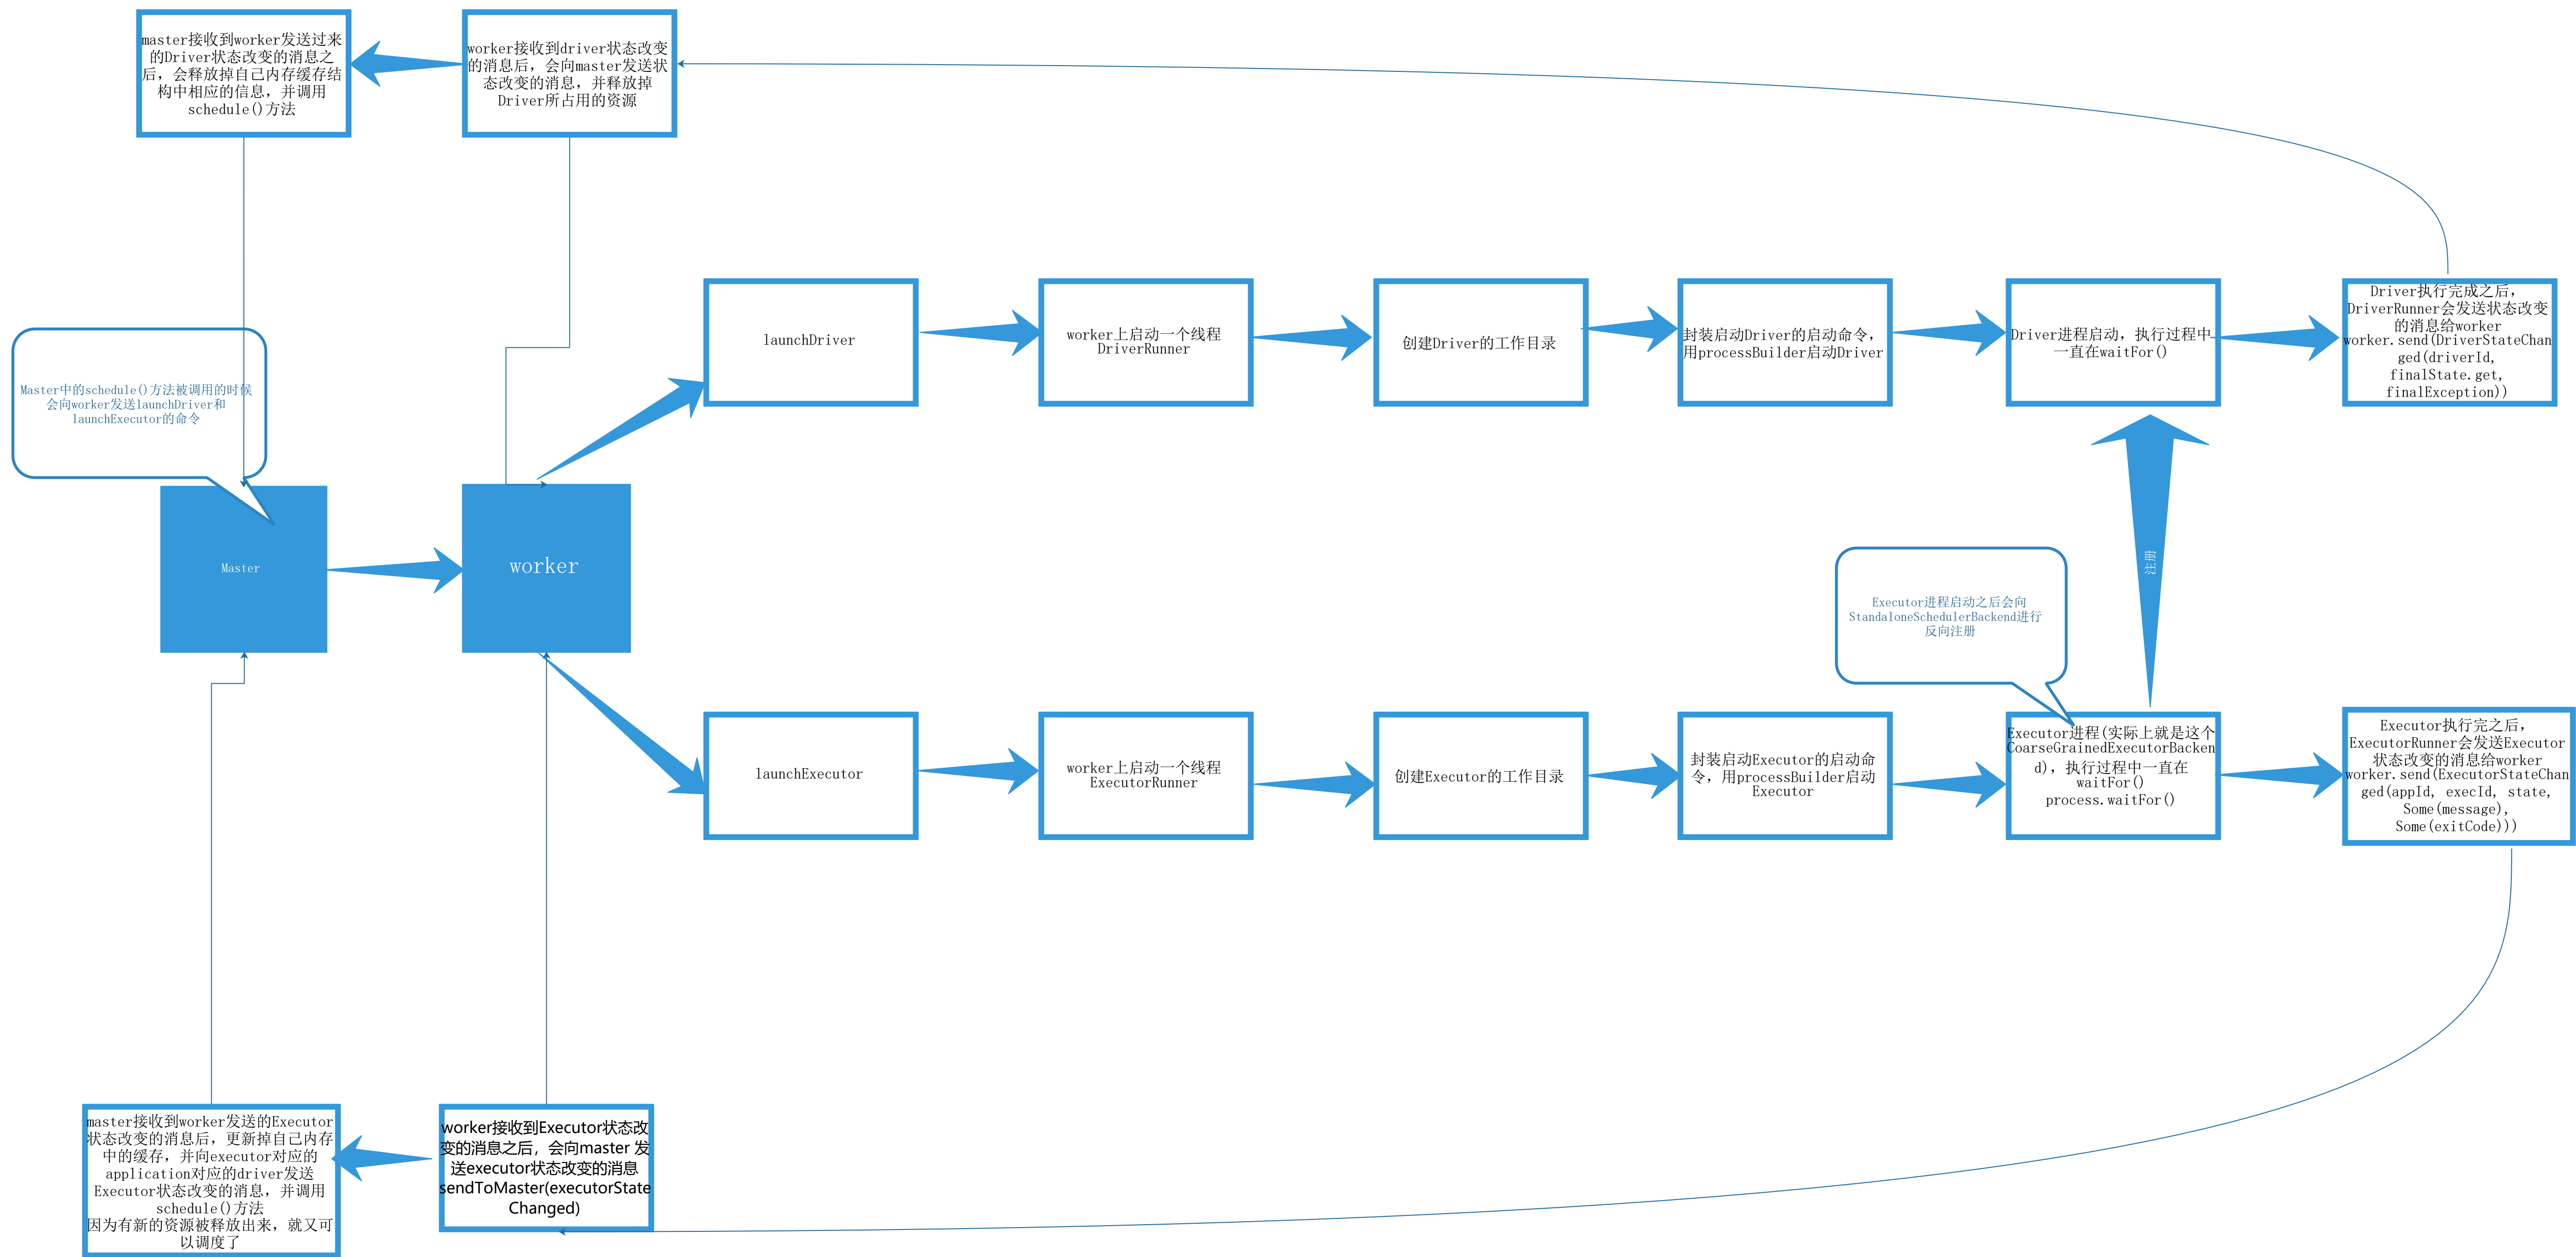 master接收到worker发送过来
的Driver状态改变的消息之
后，会释放掉自己内存缓存结
构中相应的信息，并调用
schedule()方法
worker接收到driver状态改变
的消息后，会向master发送状
态改变的消息，并释放掉
Driver所占用的资源
Master中的schedule()方法被调用的时候
会向worker发送launchDriver和
launchExecutor的命令
Master
worker
launchDriver
worker上启动一个线程
DriverRunner
创建Driver的工作目录
封装启动Driver的启动命令，
用processBuilder启动Driver
Driver进程启动，执行过程中
一直在waitFor()
Driver执行完成之后，
DriverRunner会发送状态改变
的消息给worker
worker.send(DriverStateChan
ged(driverId,
finalState.get,
finalException))
注册
Executor进程启动之后会向
StandaloneSchedulerBackend进行
反向注册
launchExecutor
worker上启动一个线程
ExecutorRunner
创建Executor的工作目录
封装启动Executor的启动命
令，用processBuilder启动
Executor
Executor进程(实际上就是这个
CoarseGrainedExecutorBacken
d)，执行过程中一直在
waitFor()
process.waitFor()
Executor执行完之后，
ExecutorRunner会发送Executor
状态改变的消息给worker
worker.send(ExecutorStateChan
ged(appId, execId, state,
Some(message),
Some(exitCode)))
master接收到worker发送的Executor
状态改变的消息后，更新掉自己内存
中的缓存，并向executor对应的
application对应的driver发送
Executor状态改变的消息，并调用
schedule()方法
因为有新的资源被释放出来，就又可
以调度了
worker接收到Executor状态改
变的消息之后，会向master 发
送executor状态改变的消息
sendToMaster(executorState
Changed)